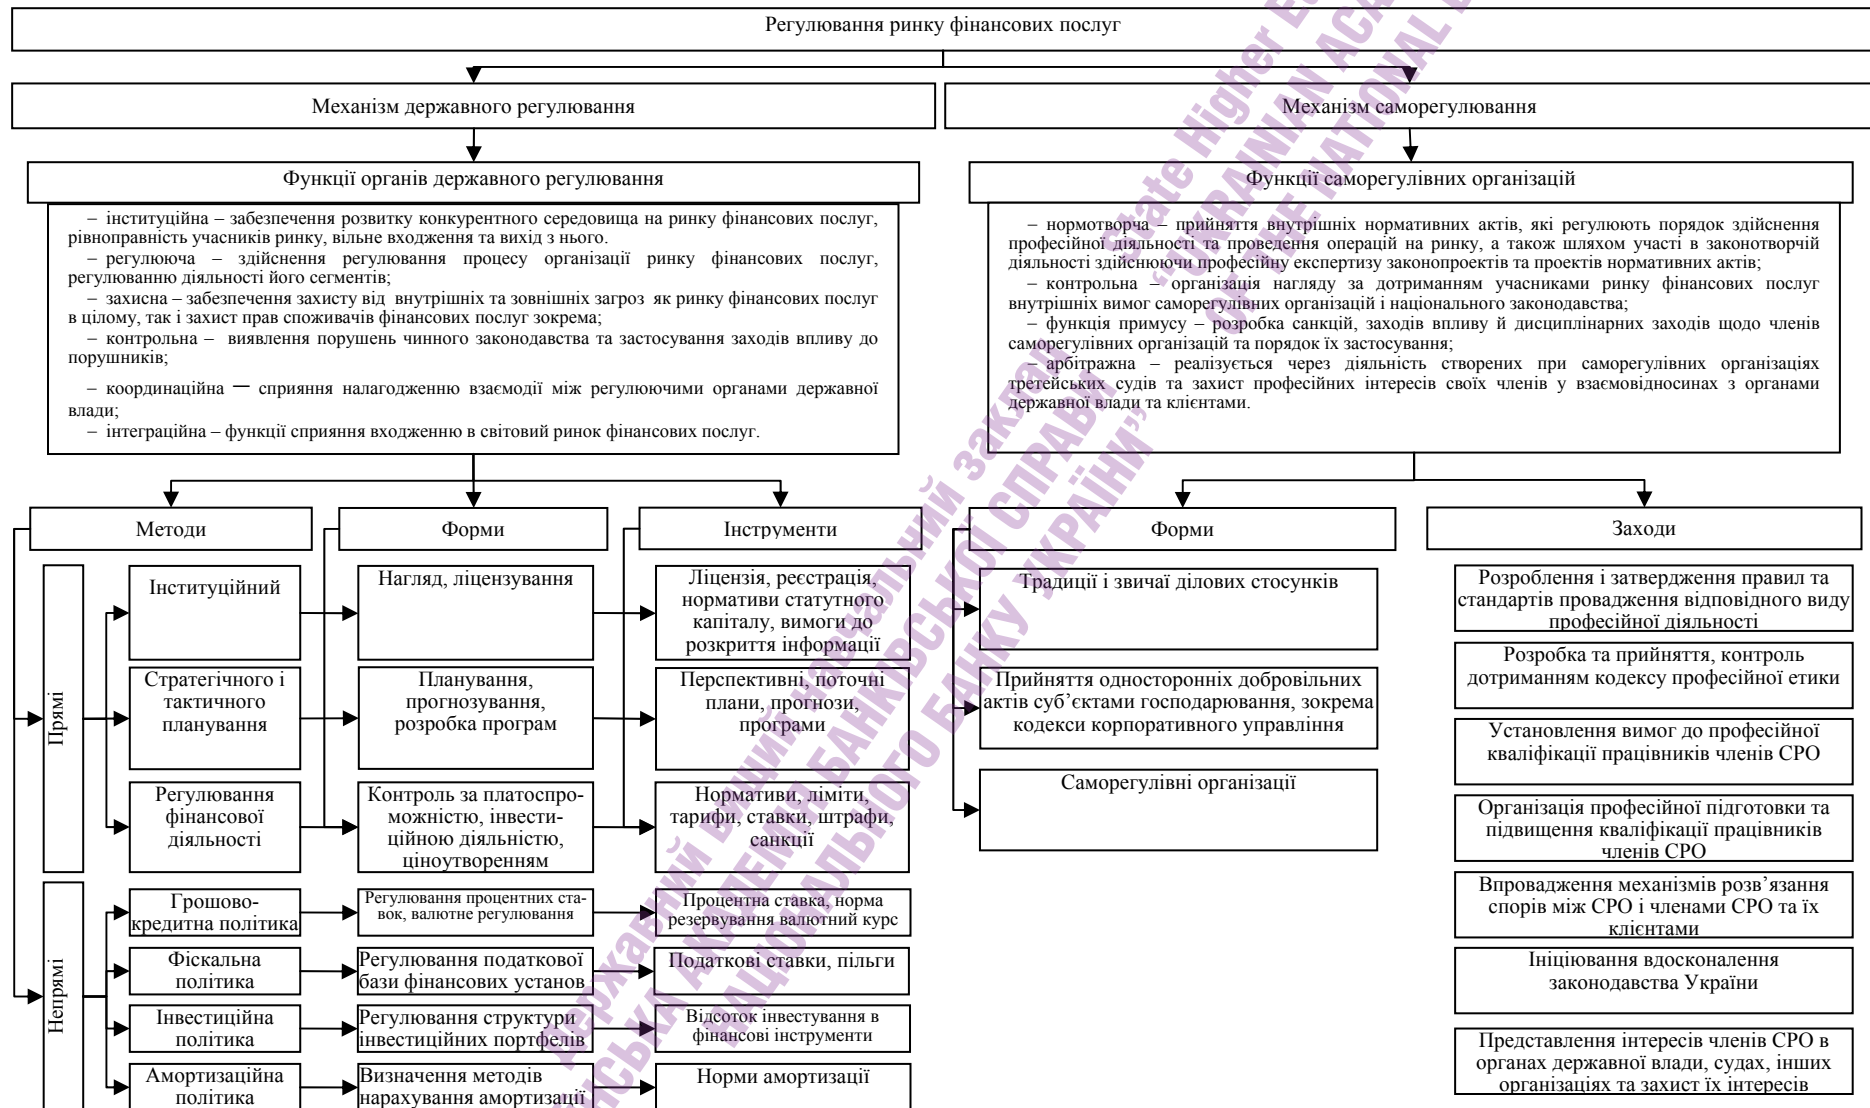 Регулювання ринку фінансових послуг
Механізм державного регулювання
Механізм саморегулювання
Функції органів державного регулювання
– інституційна – забезпечення розвитку конкурентного середовища на ринку фінансових послуг,
рівноправність учасників ринку, вільне входження та вихід з нього.
– регулююча – здійснення регулювання процесу організації ринку фінансових послуг,
регулюванню діяльності його сегментів;
– захисна – забезпечення захисту від внутрішніх та зовнішніх загроз як ринку фінансових послуг
в цілому, так і захист прав споживачів фінансових послуг зокрема;
– контрольна – виявлення порушень чинного законодавства та застосування заходів впливу до
порушників;
– координаційна — сприяння налагодженню взаємодії між регулюючими органами державної
влади;
– інтеграційна – функції сприяння входженню в світовий ринок фінансових послуг.
Функції саморегулівних організацій
– нормотворча – прийняття внутрішніх нормативних актів, які регулюють порядок здійснення
професійної діяльності та проведення операцій на ринку, а також шляхом участі в законотворчій
діяльності здійснюючи професійну експертизу законопроектів та проектів нормативних актів;
– контрольна – організація нагляду за дотриманням учасниками ринку фінансових послуг
внутрішніх вимог саморегулівних організацій і національного законодавства;
– функція примусу – розробка санкцій, заходів впливу й дисциплінарних заходів щодо членів
саморегулівних організацій та порядок їх застосування;
– арбітражна – реалізується через діяльність створених при саморегулівних організаціях
третейських судів та захист професійних інтересів своїх членів у взаємовідносинах з органами
державної влади та клієнтами.
Методи
Форми
Інструменти
Прямі
Інституційний
Нагляд, ліцензування
Ліцензія, реєстрація,
нормативи статутного
капіталу, вимоги до
розкриття інформації
Стратегічного і
тактичного
планування
Планування,
прогнозування,
розробка програм
Перспективні, поточні
плани, прогнози,
програми
Регулювання
фінансової
діяльності
Контроль за платоспро-
можністю, інвести-
ційною діяльністю,
ціноутворенням
Нормативи, ліміти,
тарифи, ставки, штрафи,
санкції
Непрямі
Грошово-
кредитна політика
Регулювання процентних ста-
вок, валютне регулювання
Процентна ставка, норма
резервування валютний курс
Фіскальна
політика
Регулювання податкової
бази фінансових установ
Податкові ставки, пільги
Інвестиційна
політика
Регулювання структури
інвестиційних портфелів
Відсоток інвестування в
фінансові інструменти
Амортизаційна
політика
Визначення методів
нарахування амортизації
Норми амортизації
Форми
Традиції і звичаї ділових стосунків
Прийняття односторонніх добровільних
актів суб’єктами господарювання, зокрема
кодекси корпоративного управління
Саморегулівні організації
Заходи
Розроблення і затвердження правил та
стандартів провадження відповідного виду
професійної діяльності
Розробка та прийняття, контроль
дотриманням кодексу професійної етики
Установлення вимог до професійної
кваліфікації працівників членів СРО
Організація професійної підготовки та
підвищення кваліфікації працівників
членів СРО
Впровадження механізмів розв’язання
спорів між СРО і членами СРО та їх
клієнтами
Ініціювання вдосконалення
законодавства України
Представлення інтересів членів СРО в
органах державної влади, судах, інших
організаціях та захист їх інтересів
Державний вищий навчальний заклад
АКАДЕМІЯ БАНКІВСЬКОЇ СПРАВИ
НАЦІОНАЛЬНОГО БАНКУ УКРАЇНИ”
State Higher
“UKRAINIAN
OF THE NATIONAL